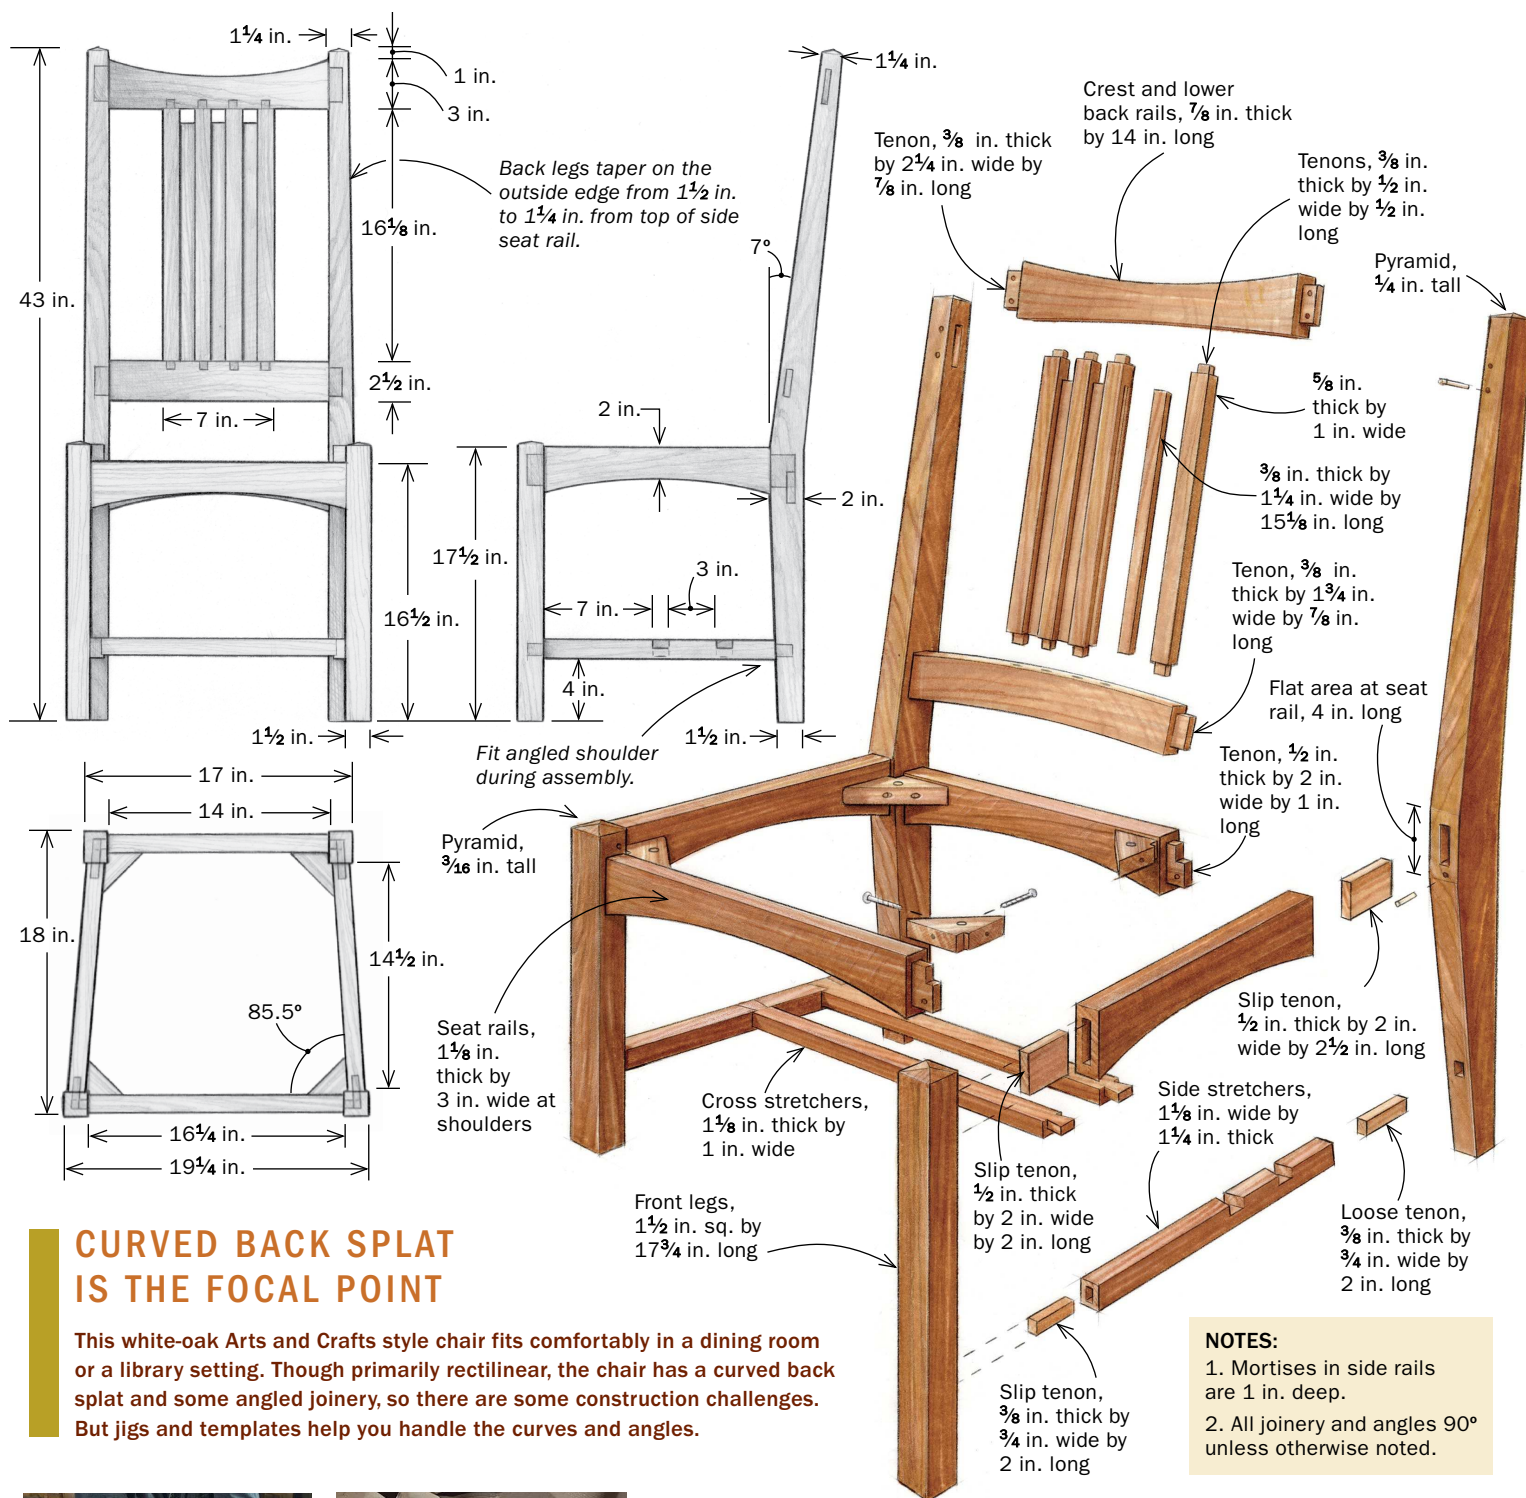 1¼ in.
1 in.
3 in.
Back legs taper on the
outside edge from 1½ in.
to 1¼ in. from top of side
seat rail.
16⅛ in.
43 in.
2½ in.
7 in.
16½ in.
1½ in.
1¼ in.
7º
2 in.
2 in.
17½ in.
3 in.
7 in.
4 in.
1½ in.
Fit angled shoulder
during assembly.
17 in.
14 in.
18 in.
14½ in.
85.5º
16¼ in.
19¼ in.
Crest and lower
back rails, ⅞ in. thick
by 14 in. long
Tenon, ⅜ in. thick
by 2¼ in. wide by
⅞ in. long
Tenons, ⅜ in.
thick by ½ in.
wide by ½ in.
long
Pyramid,
¼ in. tall
⅝ in.
thick by
1 in. wide
⅜ in. thick by
1¼ in. wide by
15⅛ in. long
Tenon, ⅜ in.
thick by 1¾ in.
wide by ⅞ in.
long
Flat area at seat
rail, 4 in. long
Tenon, ½ in.
thick by 2 in.
wide by 1 in.
long
Pyramid,
3⁄16 in. tall
Seat rails,
1⅛ in.
thick by
3 in. wide at
shoulders
Cross stretchers,
1⅛ in. thick by
1 in. wide
Slip tenon,
½ in. thick by 2 in.
wide by 2½ in. long
Side stretchers,
1⅛ in. wide by
1¼ in. thick
Slip tenon,
½ in. thick
by 2 in. wide
by 2 in. long
Front legs,
1½ in. sq. by
17¾ in. long
Loose tenon,
⅜ in. thick by
¾ in. wide by
2 in. long
Slip tenon,
⅜ in. thick by
¾ in. wide by
2 in. long
CURVED BACK SPLAT
IS THE FOCAL POINT
This white-oak Arts and Crafts style chair fits comfortably in a dining room
or a library setting. Though primarily rectilinear, the chair has a curved back
splat and some angled joinery, so there are some construction challenges.
But jigs and templates help you handle the curves and angles.
NOTES:
1. Mortises in side rails
are 1 in. deep.
2. All joinery and angles 90º
unless otherwise noted.